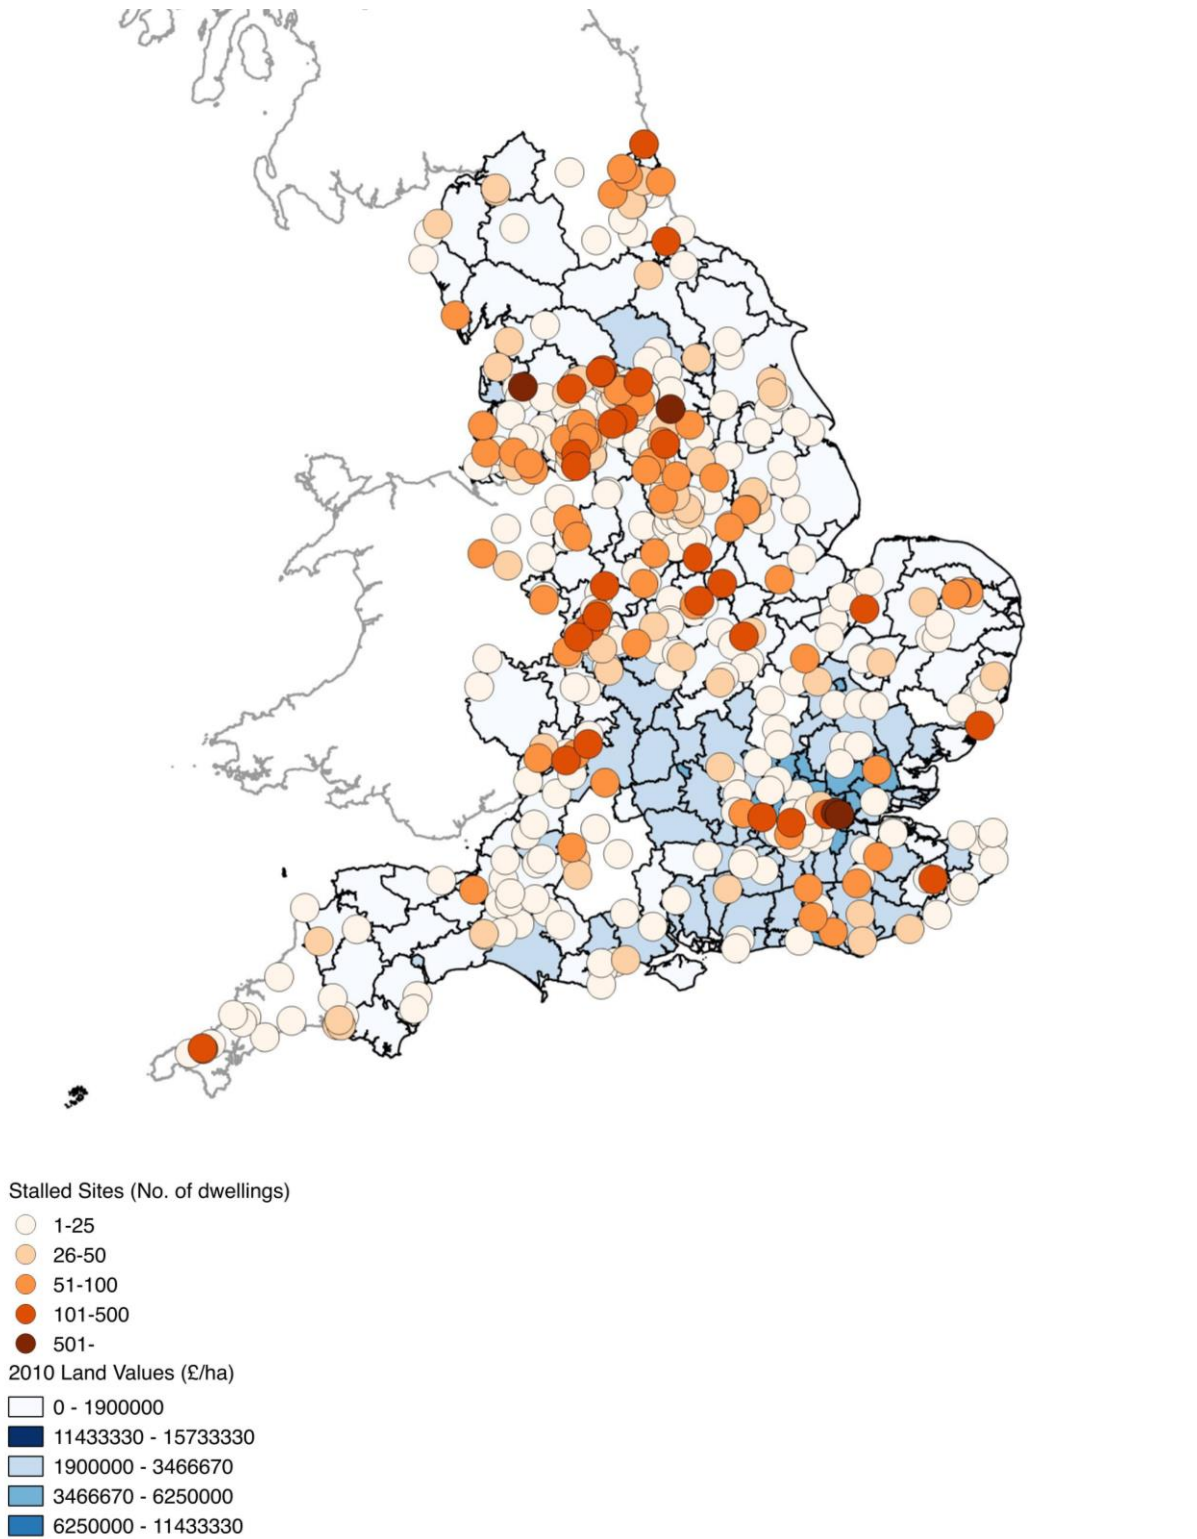 Stalled Sites (No. of dwellings)
1-25
26-50
51-100
101-500
501-
2010 Land Values (£/ha)
0 - 1900000
11433330 - 15733330
1900000 - 3466670
3466670 - 6250000
6250000 - 11433330